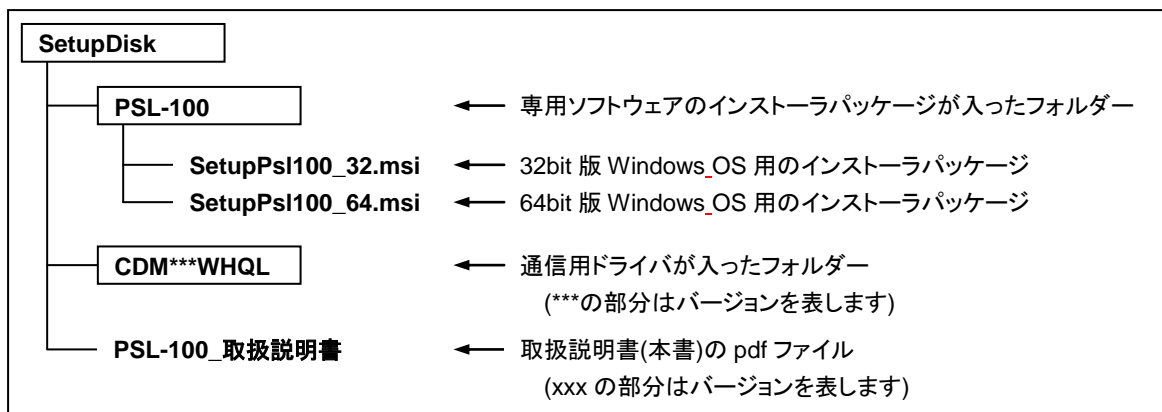 SetupDisk
PSL-100 専用ソフトウェアのインストーラパッケージが入ったフォルダー
SetupPsl100_32.msi 32bit 版 Windows_OS 用のインストーラパッケージ
SetupPsl100_64.msi 64bit 版 Windows_OS 用のインストーラパッケージ
CDM***WHQL 通信用ドライバが入ったフォルダー
(***の部分はバージョンを表します)
PSL-100_取扱説明書 取扱説明書(本書)の pdf ファイル
(xxx の部分はバージョンを表します)